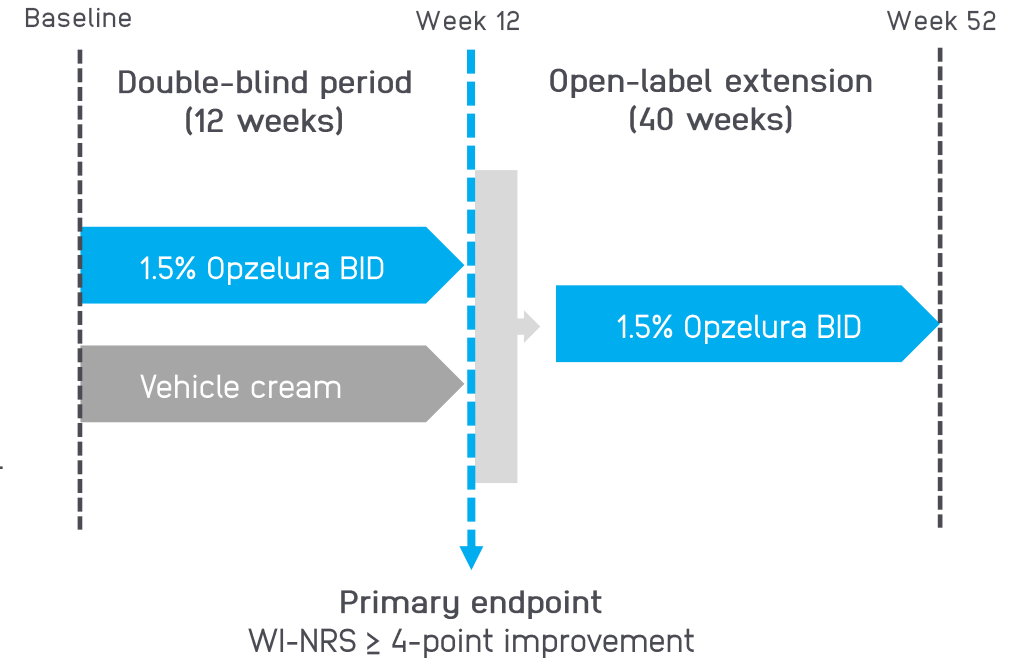 Baseline
Week 12
Week 52
Double-blind period
(12 weeks)
Open-label extension
(40 weeks)
1.5% Opzelura BID
Vehicle cream
1.5% Opzelura BID
Primary endpoint
WI-NRS ≥ 4-point improvement